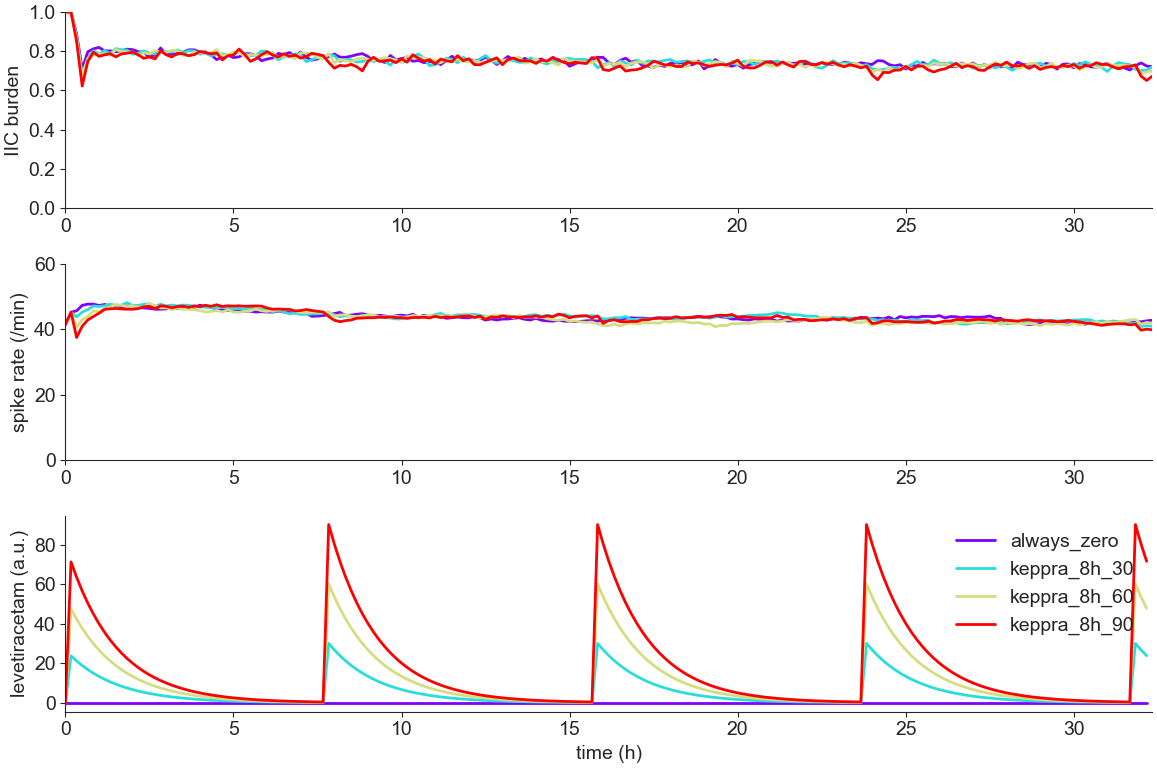 IIC burden
1.0
0.8
0.6
0.4
0.2
0.0
0 5 10 15 20 25 30
spike rate (/min)
60
40
20
0
0 5 10 15 20 25 30
levetiracetam (a.u.)
80
60
40
20
0
always_zero
keppra_8h_30
keppra_8h_60
keppra_8h_90
0 5 10 15 20 25 30
time (h)